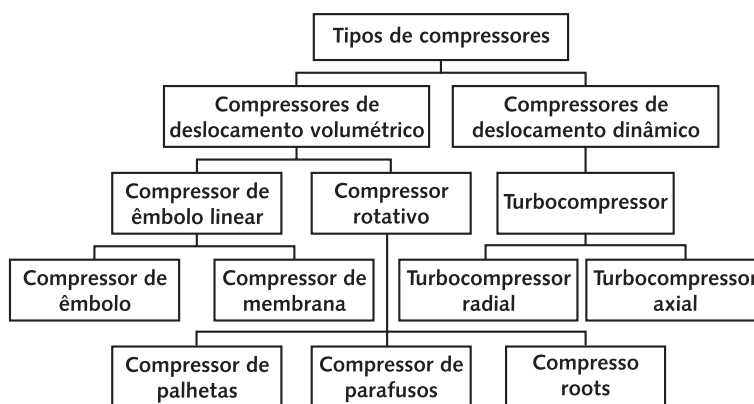 Tipos de compressores
Compressores de
deslocamento volumétrico
Compressores de
deslocamento dinâmico
Compressor de
êmbolo linear
Compressor
rotativo
Turbocompressor
Compressor de
êmbolo
Compressor de
membrana
Turbocompressor
radial
Turbocompressor
axial
Compressor de
palhetas
Compressor de
parafusos
Compresso
roots